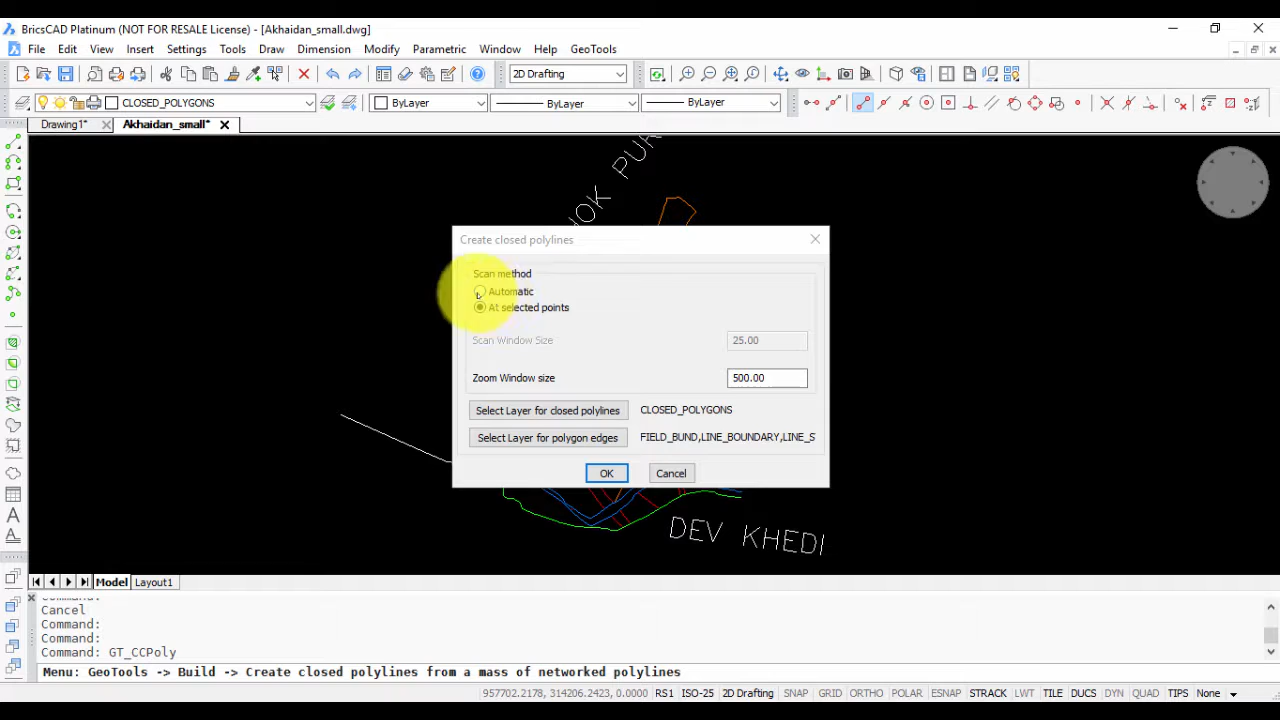 BricsCAD Platinum (NOT FOR RESALE License) - [Akhaidan_small.dwg]
File Edit View Insert Settings Tools Draw Dimension Modify Parametric Window Help GeoTools
2D Drafting
CLOSED_POLYGONS ByLayer ByLayer ByLayer
Drawing1* Akhaidan_small*
OK PUR
Create closed polylines
Scan method
Automatic
At selected points
Scan Window Size 25.00
Zoom Window size 500.00
Select Layer for closed polylines CLOSED_POLYGONS
Select Layer for polygon edges FIELD_BUND,LINE_BOUNDARY,LINE_S
OK Cancel
DEV KHEDI
Model Layout1
Cancel
Command:
Command:
Command: GT_CCPoly
Menu: GeoTools -> Build -> Create closed polylines from a mass of networked polylines
957702.2178, 314206.2423, 0.0000 RS1 ISO-25 2D Drafting SNAP GRID ORTHO POLAR ESNAP STRACK LWT TILE DUCS DYN QUAD TIPS None